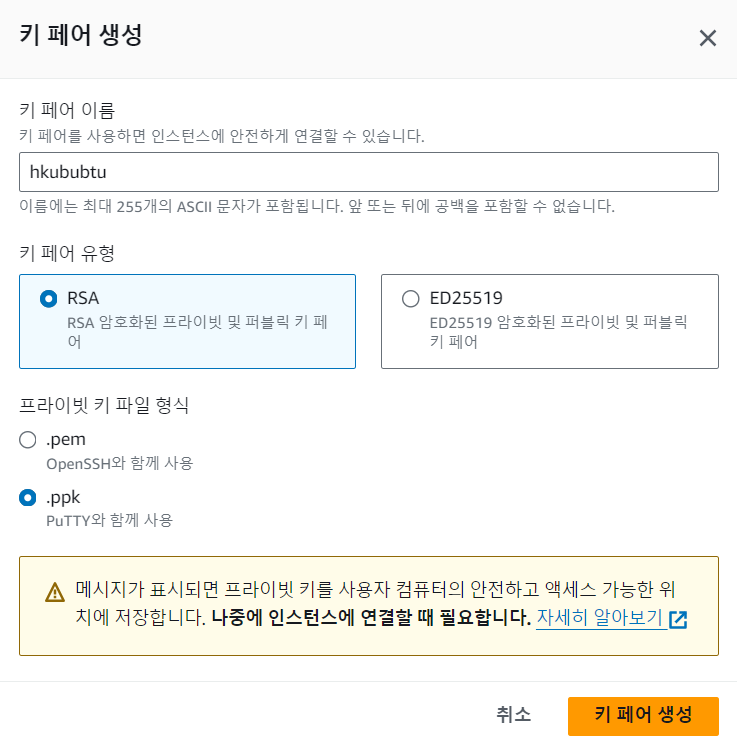 키 페어 생성
키 페어 이름
키 페어를 사용하면 인스턴스에 안전하게 연결할 수 있습니다.
hkububtu
이름에는 최대 255개의 ASCII 문자가 포함됩니다. 앞 또는 뒤에 공백을 포함할 수 없습니다.
키 페어 유형
RSA
RSA 암호화된 프라이빗 및 퍼블릭 키 페
어
ED25519
ED25519 암호화된 프라이빗 및 퍼블릭
키 페어
프라이빗 키 파일 형식
.pem
OpenSSH와 함께 사용
.ppk
PuTTY와 함께 사용
메시지가 표시되면 프라이빗 키를 사용자 컴퓨터의 안전하고 액세스 가능한 위
치에 저장합니다. 나중에 인스턴스에 연결할 때 필요합니다. 자세히 알아보기
취소
키 페어 생성